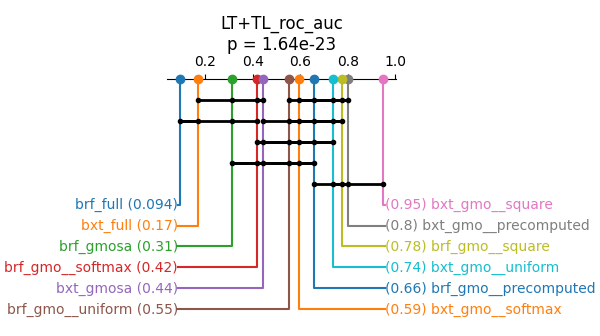 LT+TL_roc_auc
p = 1.64e-23
0.2 0.4 0.6 0.8 1.0
brf_full (0.094) (0.95) bxt_gmo__square
bxt_full (0.17) (0.8) bxt_gmo__precomputed
brf_gmosa (0.31) (0.78) brf_gmo__square
brf_gmo__softmax (0.42) (0.74) bxt_gmo__uniform
bxt_gmosa (0.44) (0.66) brf_gmo__precomputed
brf_gmo__uniform (0.55) (0.59) bxt_gmo__softmax